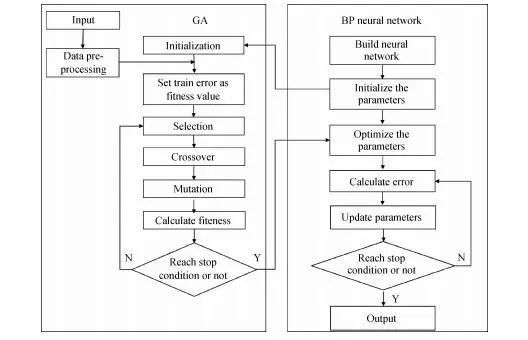 GA
Input
Data pre-
processing
Initialization
Set train error as
fitness value
Selection
Crossover
Mutation
Calculate fiteness
Reach stop
condition or not
N
Y
BP neural network
Build neural
network
Initialize the
parameters
Optimize the
parameters
Calculate error
Update parameters
Reach stop
condition or not
N
Y
Output